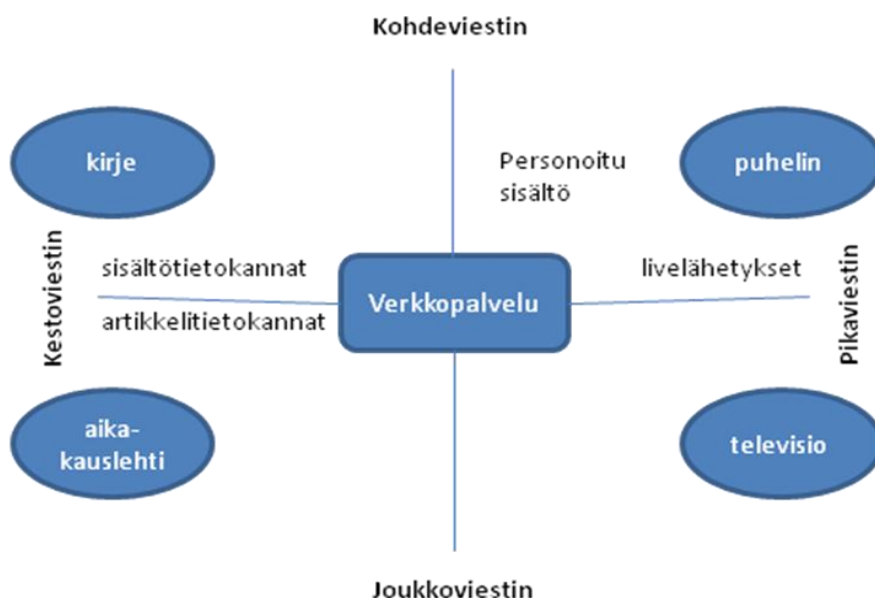 Kohdeviestin
kirje
Personoitu
sisältö
puhelin
Kestoviestin
sisältötietokannat
artikkelitietokannat
Verkkopalvelu
livelähetykset
Pikaviestin
aika-
kauslehti
televisio
Joukkoviestin